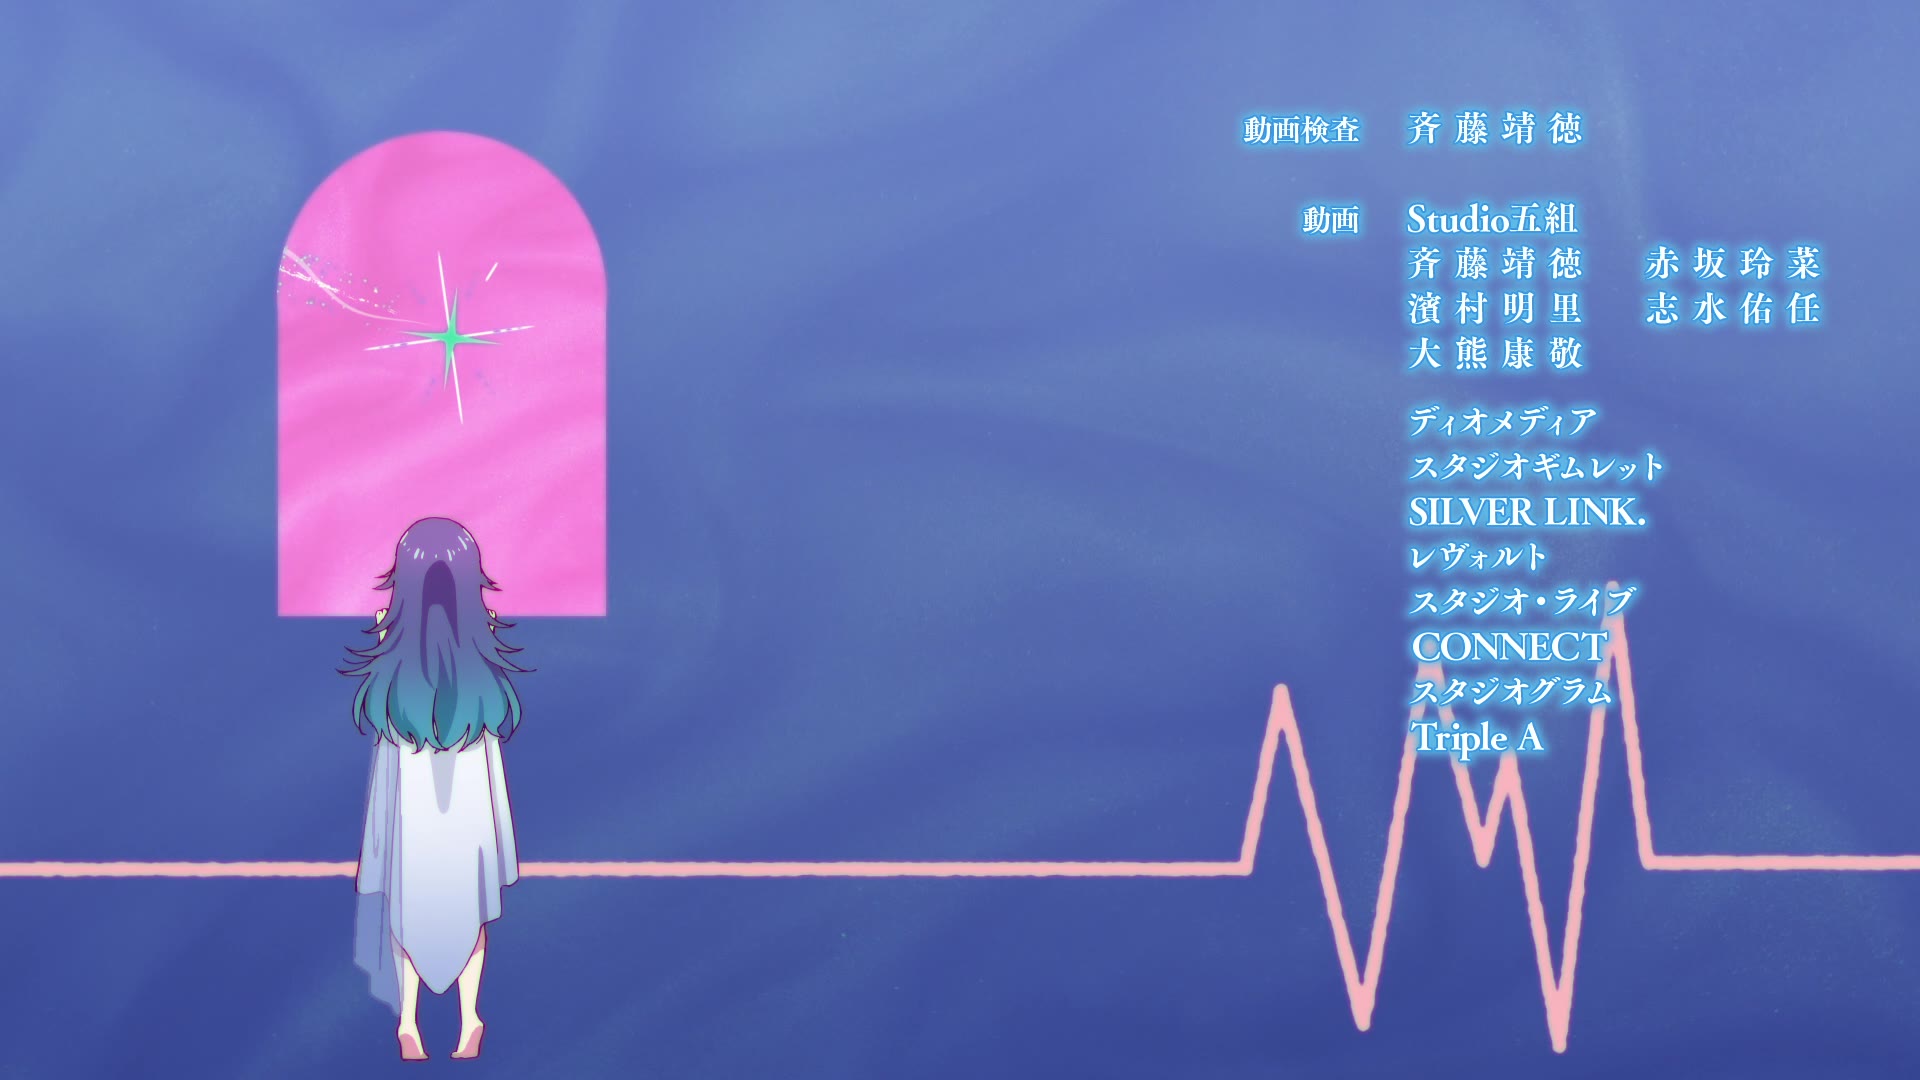 動画検査 斉藤靖徳
動画 Studio五組
斉藤靖徳 赤坂玲菜
濱村明里 志水佑任
大熊康敬
ディオメディア
スタジオギムレット
SILVER LINK.
レヴォルト
スタジオ・ライブ
CONNECT
スタジオグラム
Triple A